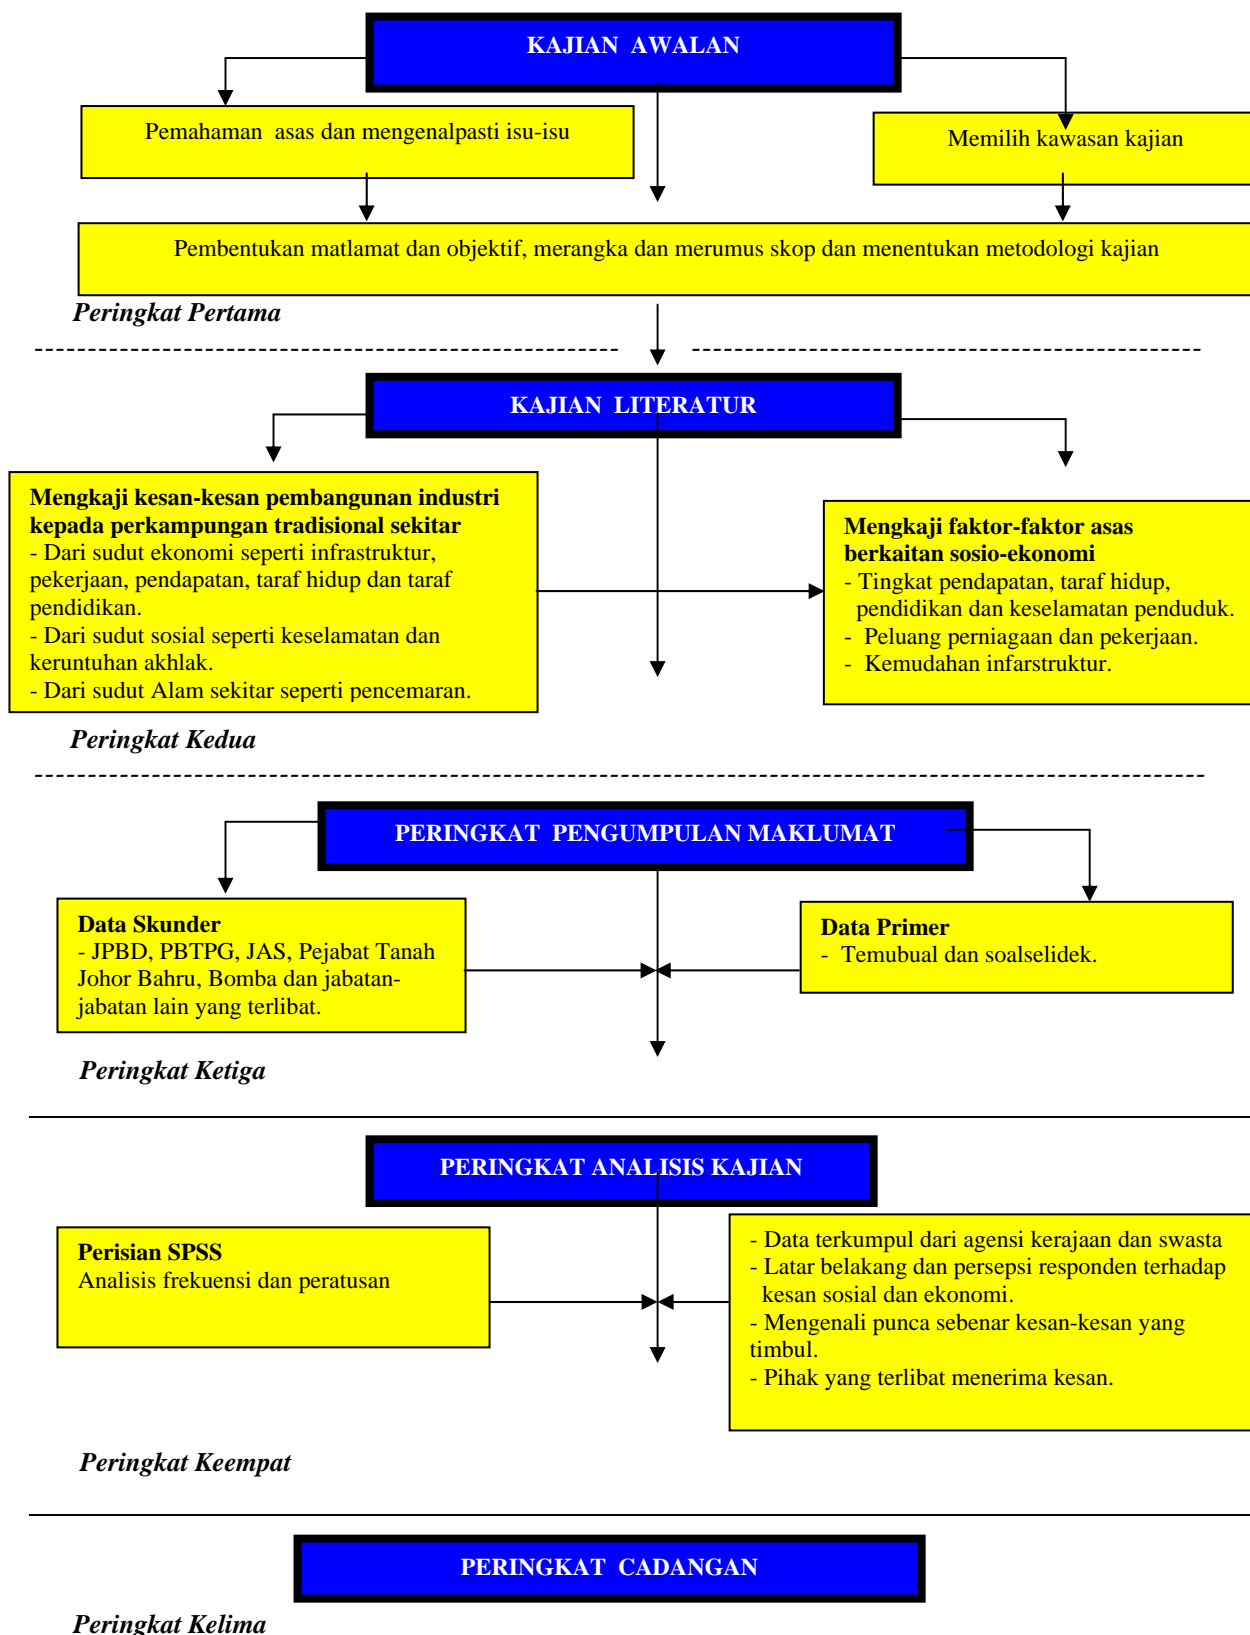 KAJIAN AWALAN
Pemahaman asas dan mengenalpasti isu-isu
Memilih kawasan kajian
Pembentukan matlamat dan objektif, merangka dan merumus skop dan menentukan metodologi kajian
Peringkat Pertama
KAJIAN LITERATUR
Mengkaji kesan-kesan pembangunan industri
kepada perkampungan tradisional sekitar
- Dari sudut ekonomi seperti infrastruktur,
pekerjaan, pendapatan, taraf hidup dan taraf
pendidikan.
- Dari sudut sosial seperti keselamatan dan
keruntuhan akhlak.
- Dari sudut Alam sekitar seperti pencemaran.
Mengkaji faktor-faktor asas
berkaitan sosio-ekonomi
- Tingkat pendapatan, taraf hidup,
pendidikan dan keselamatan penduduk.
- Peluang perniagaan dan pekerjaan.
- Kemudahan infarstruktur.
Peringkat Kedua
PERINGKAT PENGUMPULAN MAKLUMAT
Data Skunder
- JPBD, PBTPG, JAS, Pejabat Tanah
Johor Bahru, Bomba dan jabatan-
jabatan lain yang terlibat.
Data Primer
- Temubual dan soalselidek.
Peringkat Ketiga
PERINGKAT ANALISIS KAJIAN
Perisian SPSS
Analisis frekuensi dan peratusan
- Data terkumpul dari agensi kerajaan dan swasta
- Latar belakang dan persepsi responden terhadap
kesan sosial dan ekonomi.
- Mengenali punca sebenar kesan-kesan yang
timbul.
- Pihak yang terlibat menerima kesan.
Peringkat Keempat
PERINGKAT CADANGAN
Peringkat Kelima